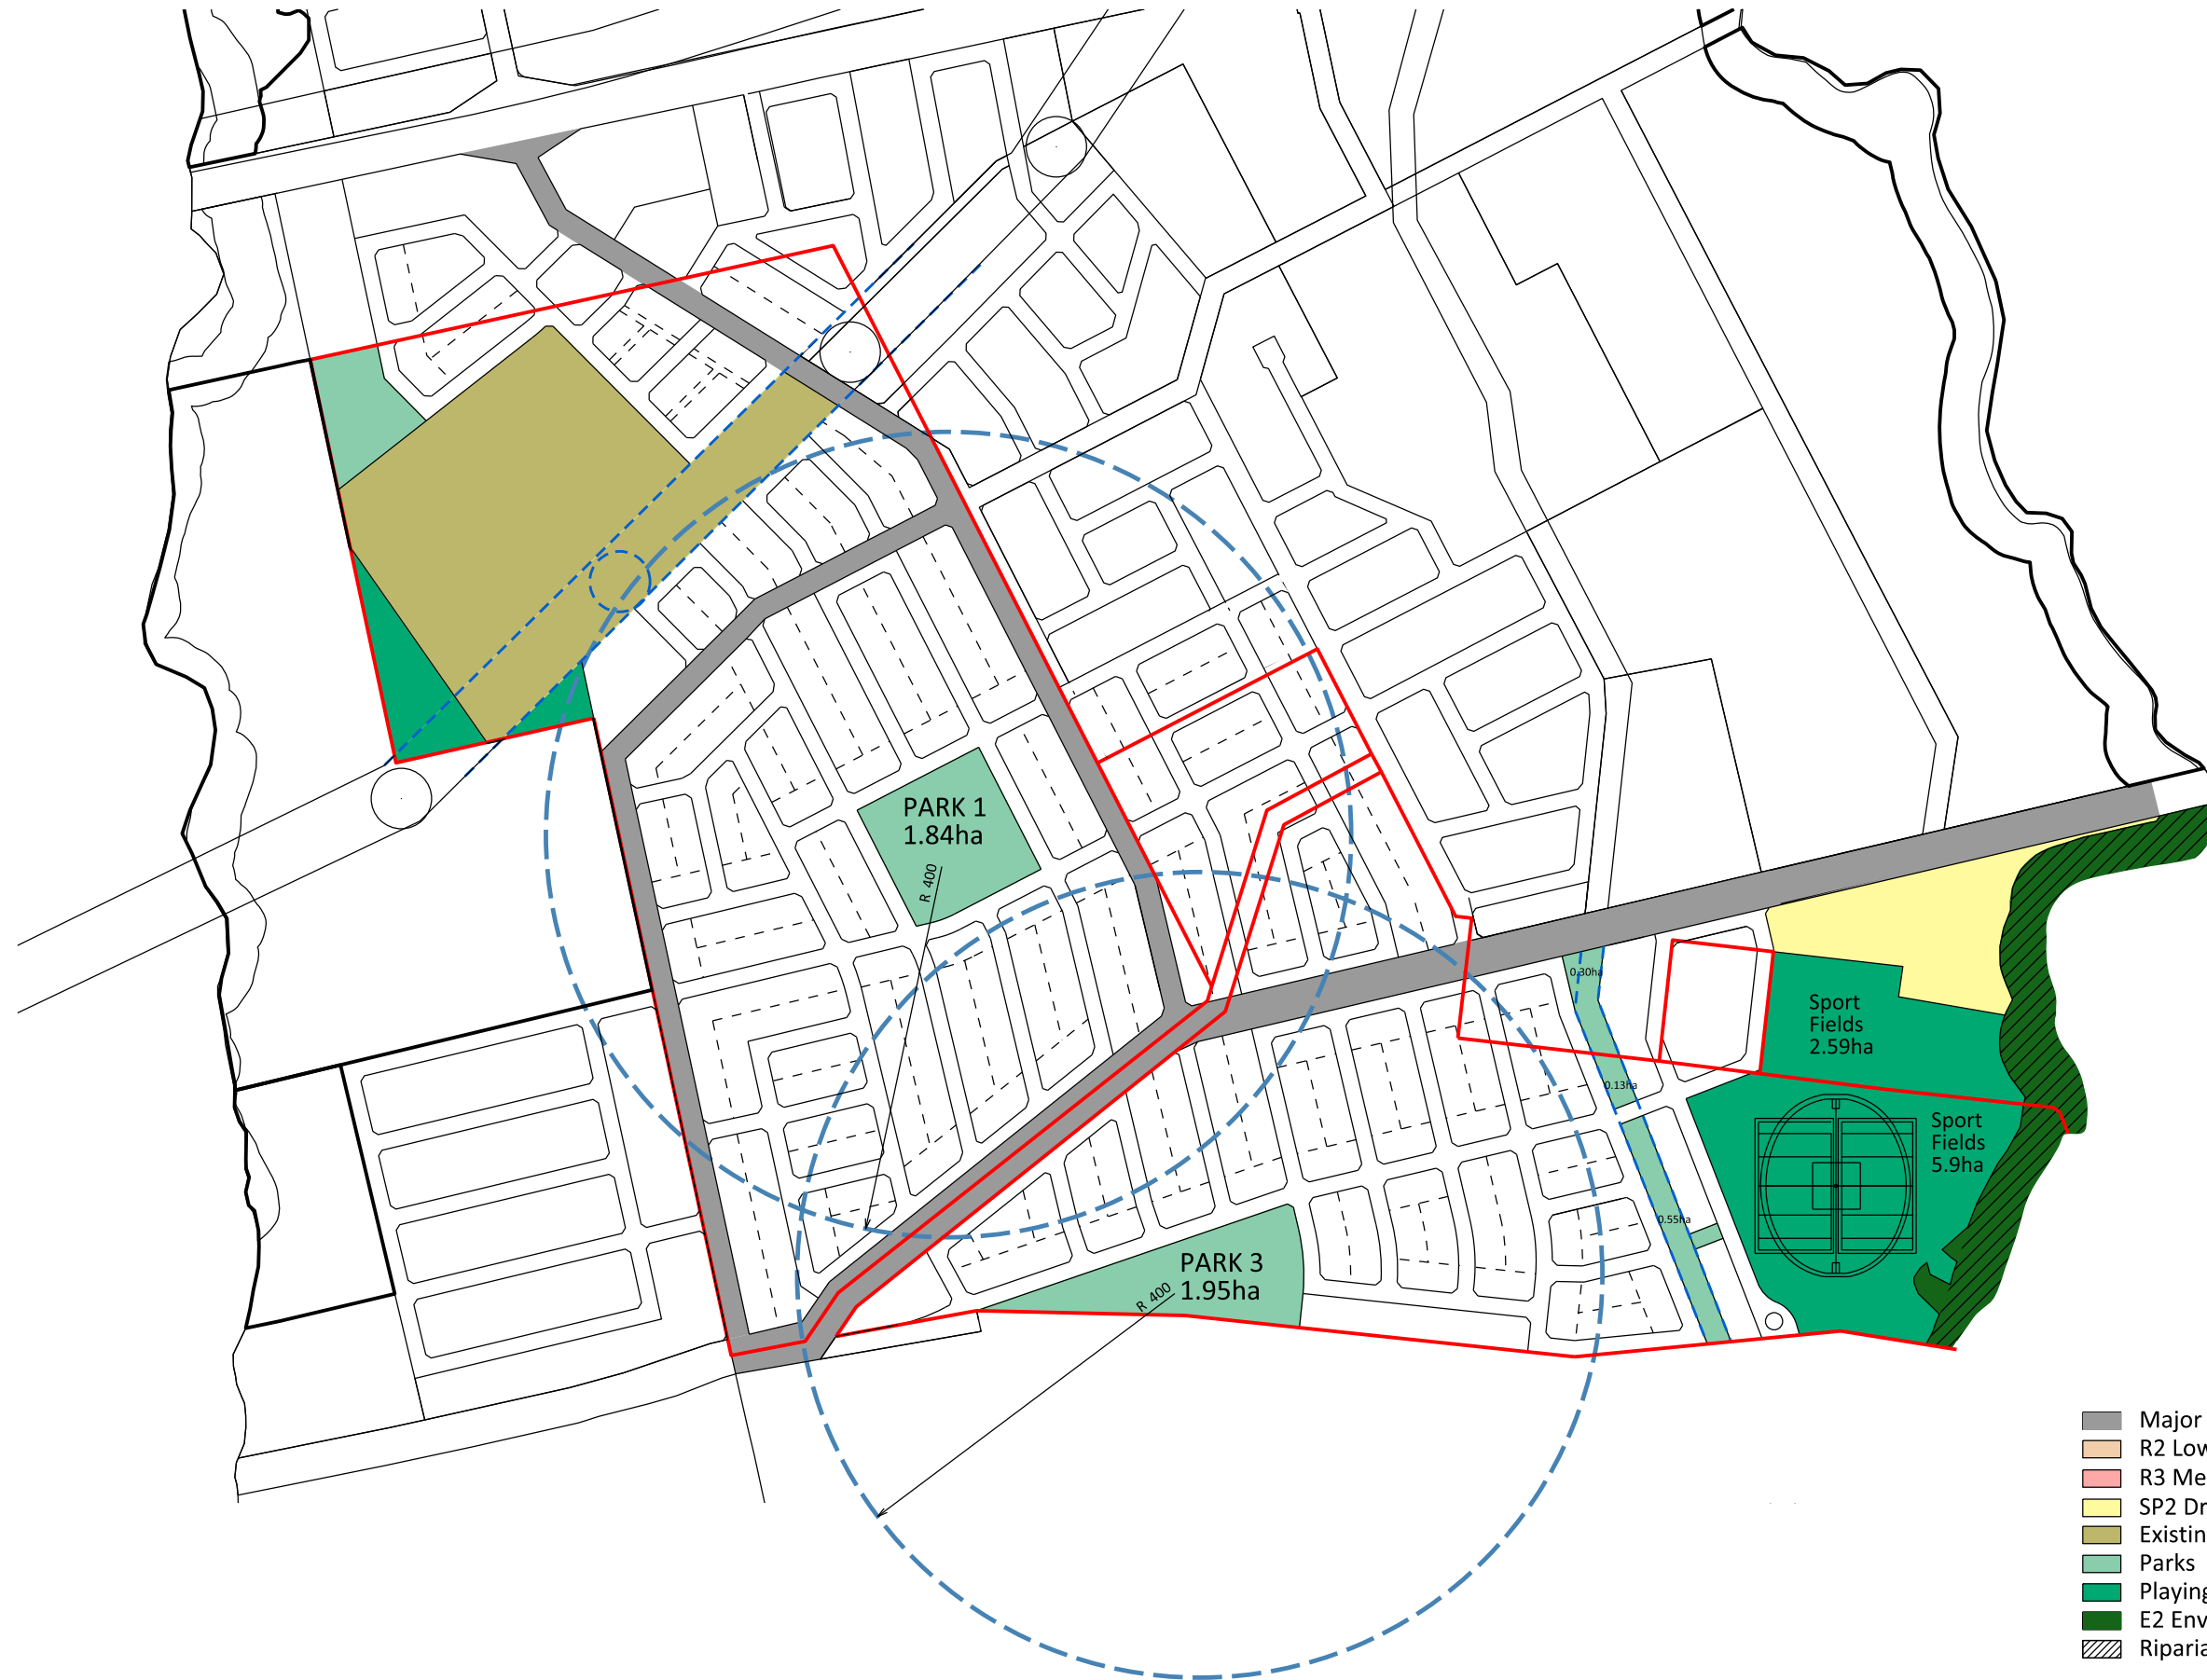 PARK 1
1.84ha
R 400
0.30ha
Sport
Fields
2.59ha
0.13ha
Sport
Fields
5.9ha
0.55ha
PARK 3
1.95ha
R 400
Major
R2 Low
R3 Me
SP2 Dr
Existin
Parks
Playing
E2 Env
Riparia